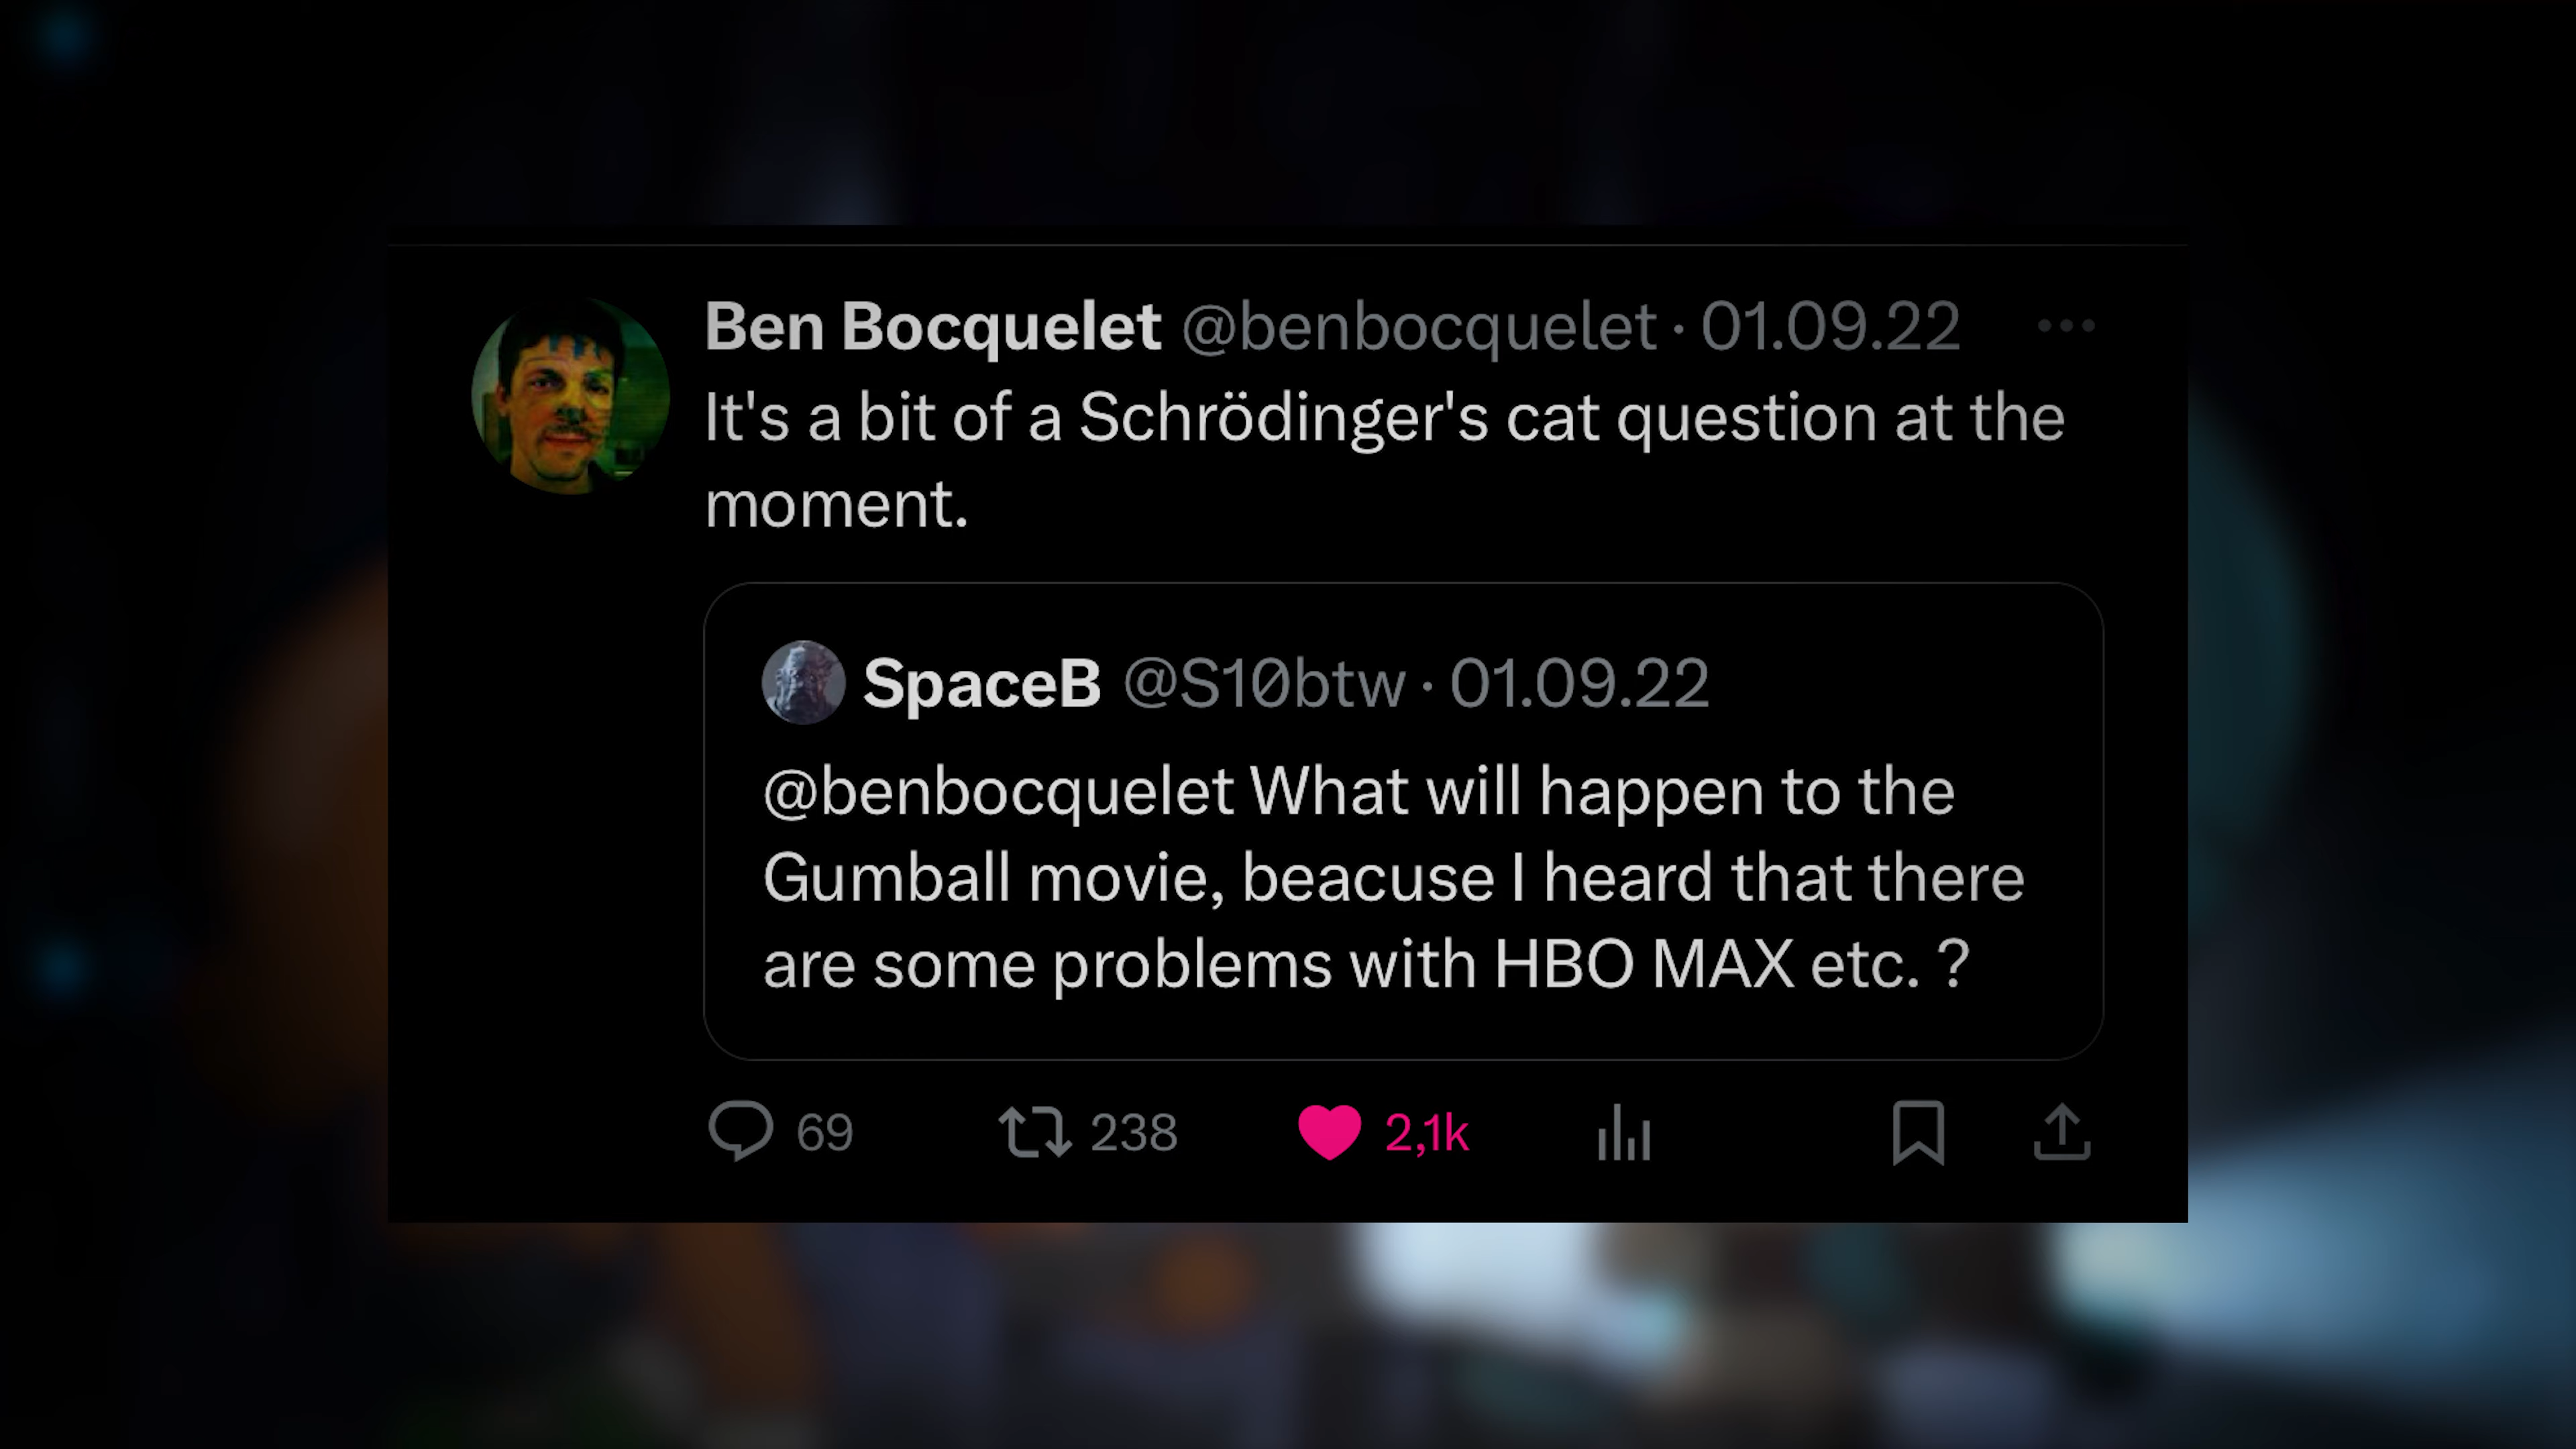 Ben Bocquelet @benbocquelet · 01.09.22
It's a bit of a Schrödinger's cat question at the
moment.
SpaceB @S10btw · 01.09.22
@benbocquelet What will happen to the
Gumball movie, beacuse I heard that there
are some problems with HBO MAX etc. ?
69 238 2,1k